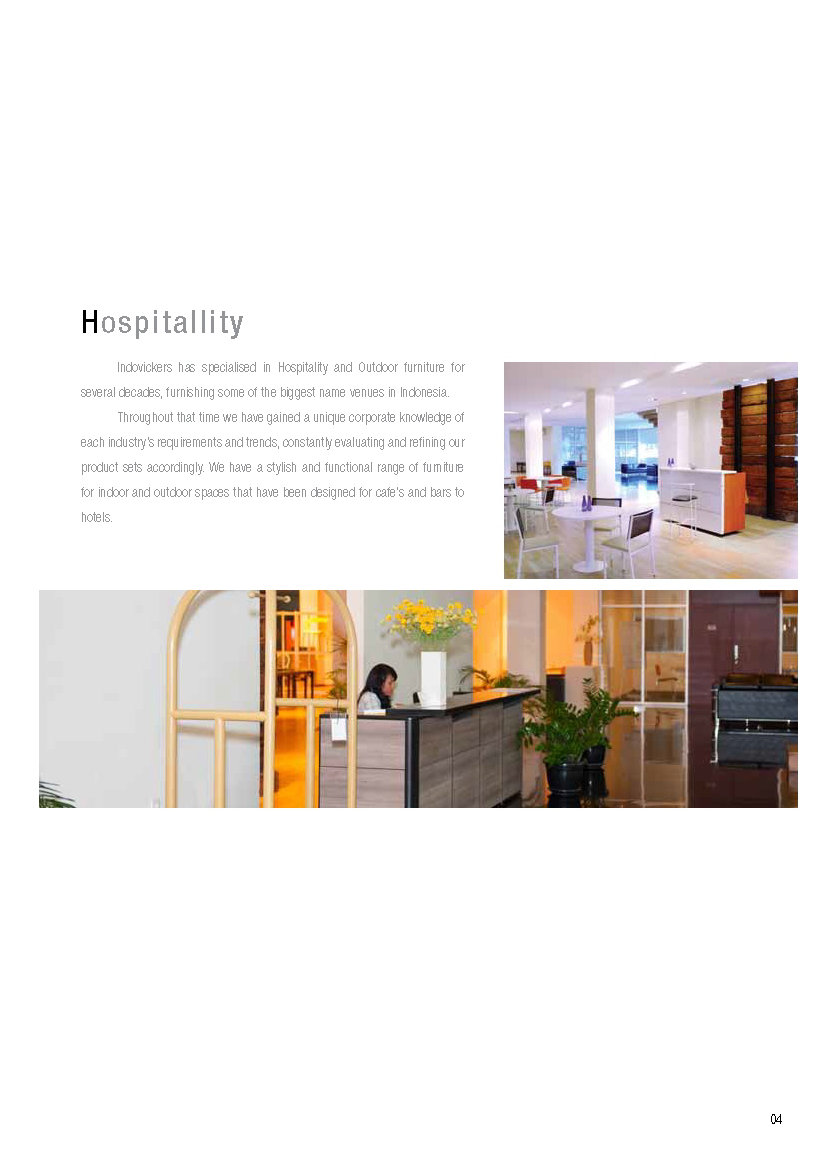 Hospitallity
Indovickers has specialised in Hospitality and Outdoor furniture for
several decades, furnishing some of the biggest name venues in Indonesia.
Throughout that time we have gained a unique corporate knowledge of
each industry's requirements and trends, constantly evaluating and refining our
product sets accordingly. We have a stylish and functional range of furniture
for indoor and outdoor spaces that have been designed for cafe's and bars to
hotels.
04